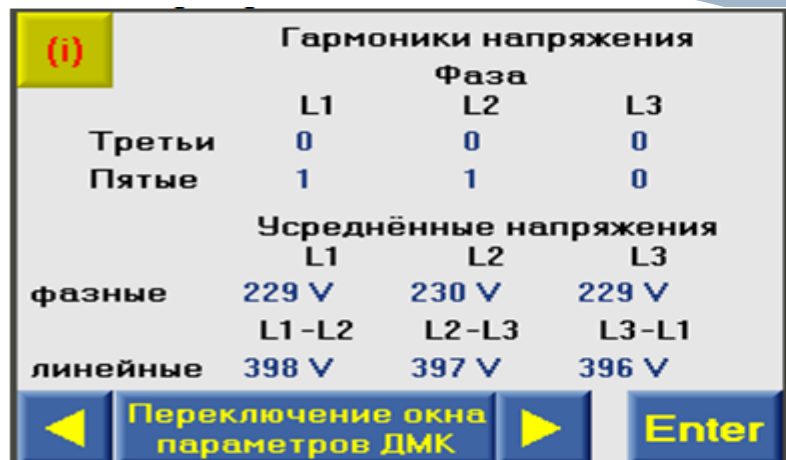 (i)
Гармоники напряжения
Фаза
L1 L2 L3
Третьи 0 0 0
Пятые 1 1 0
Усреднённые напряжения
L1 L2 L3
фазные 229 V 230 V 229 V
L1-L2 L2-L3 L3-L1
линейные 398 V 397 V 396 V
Переключение окна
параметров ДМК
Enter